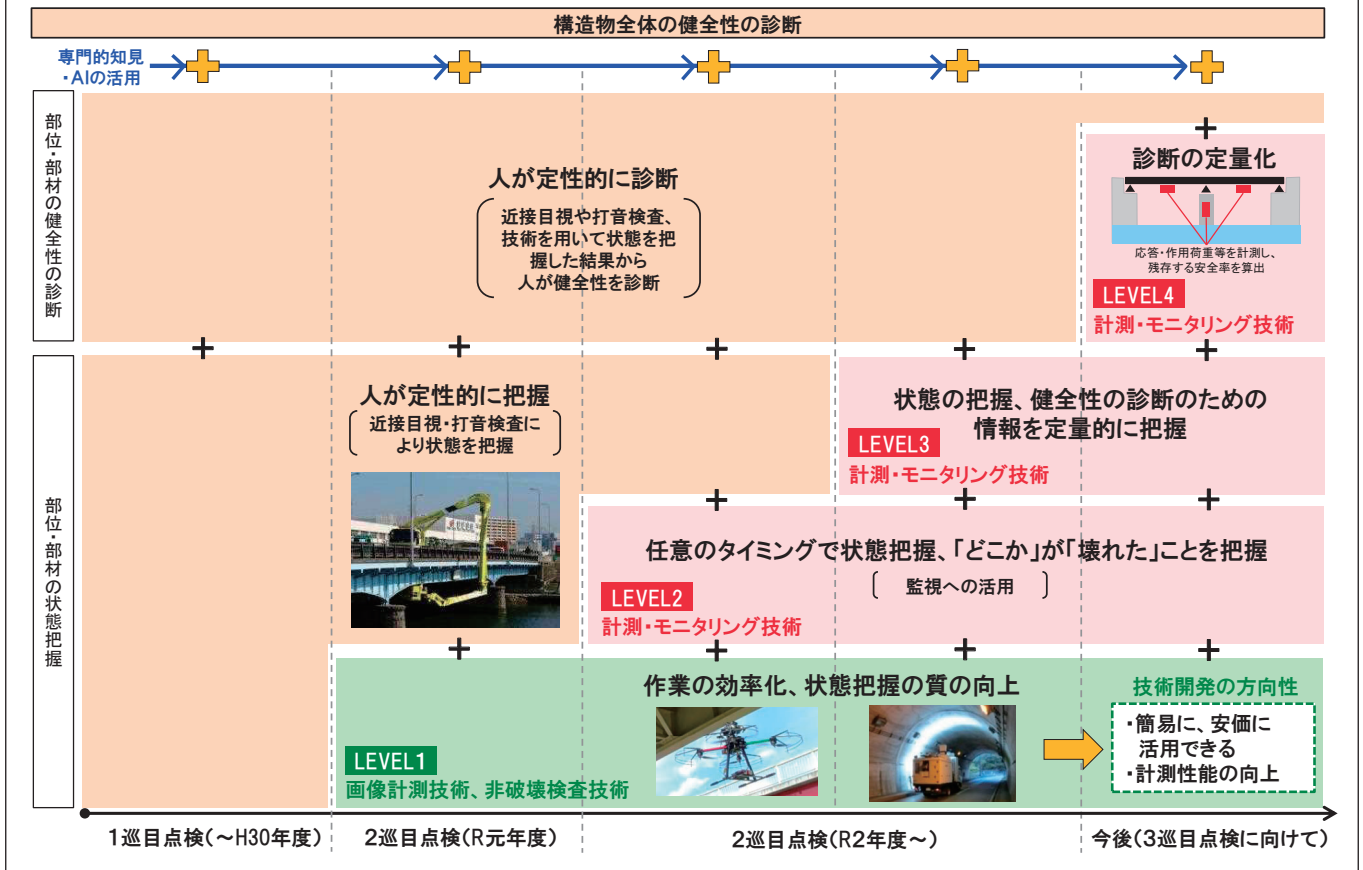 構造物全体の健全性の診断
専門的知見
・AIの活用
部位・部材の健全性の診断
人が定性的に診断
近接目視や打音検査、
技術を用いて状態を把
握した結果から
人が健全性を診断
診断の定量化
応答・作用荷重等を計測し、
残存する安全率を算出
LEVEL4
計測・モニタリング技術
部位・部材の状態把握
人が定性的に把握
近接目視・打音検査に
より状態を把握
状態の把握、健全性の診断のための
情報を定量的に把握
LEVEL3
計測・モニタリング技術
任意のタイミングで状態把握、「どこか」が「壊れた」ことを把握
監視への活用
LEVEL2
計測・モニタリング技術
作業の効率化、状態把握の質の向上
LEVEL1
画像計測技術、非破壊検査技術
技術開発の方向性
・簡易に、安価に
活用できる
・計測性能の向上
1巡目点検(～H30年度)
2巡目点検(R元年度)
2巡目点検(R2年度～)
今後(3巡目点検に向けて)